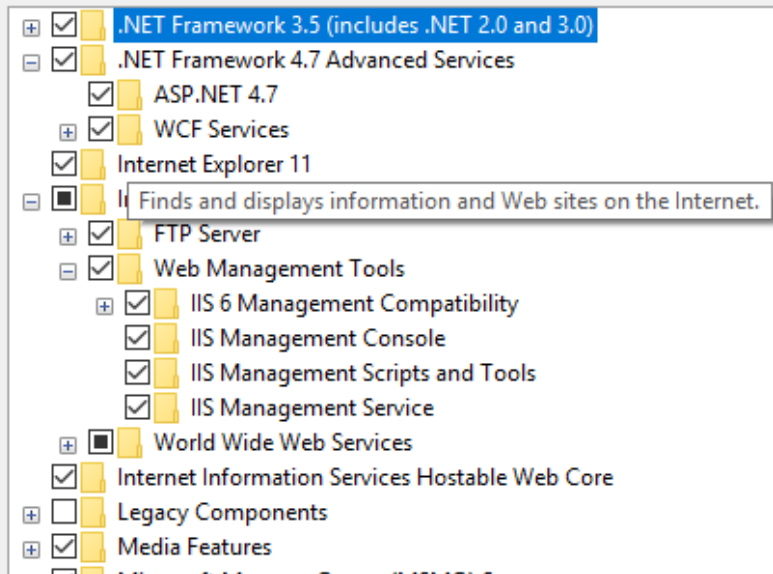 .NET Framework 3.5 (includes .NET 2.0 and 3.0)
.NET Framework 4.7 Advanced Services
ASP.NET 4.7
WCF Services
Internet Explorer 11
Finds and displays information and Web sites on the Internet.
FTP Server
Web Management Tools
IIS 6 Management Compatibility
IIS Management Console
IIS Management Scripts and Tools
IIS Management Service
World Wide Web Services
Internet Information Services Hostable Web Core
Legacy Components
Media Features